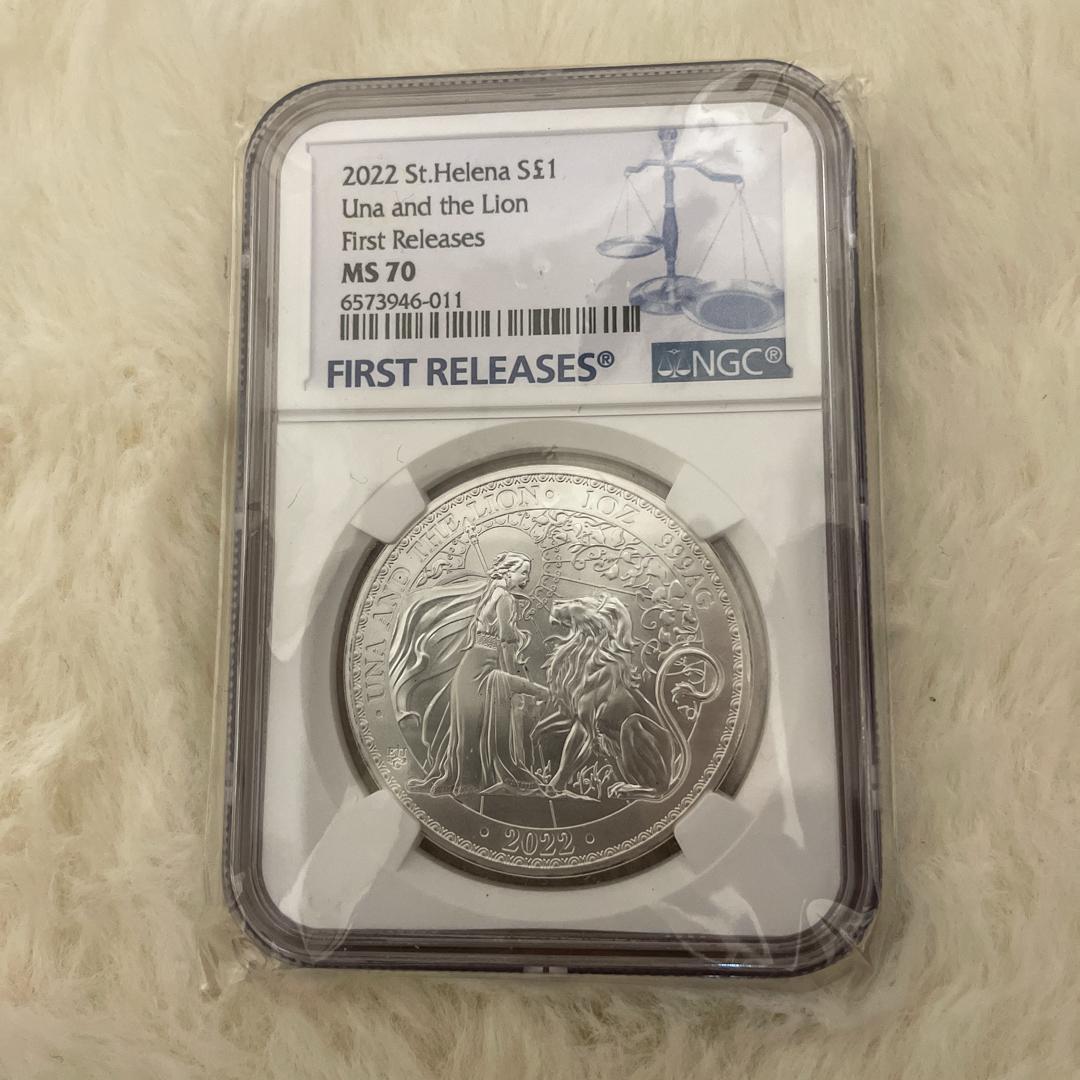 2022 St.Helena S£1
Una and the Lion
First Releases
MS 70
6573946-011
FIRST RELEASES®
NGC®
· UNA AND THE LION · 1OZ 999AG
· 2022 ·